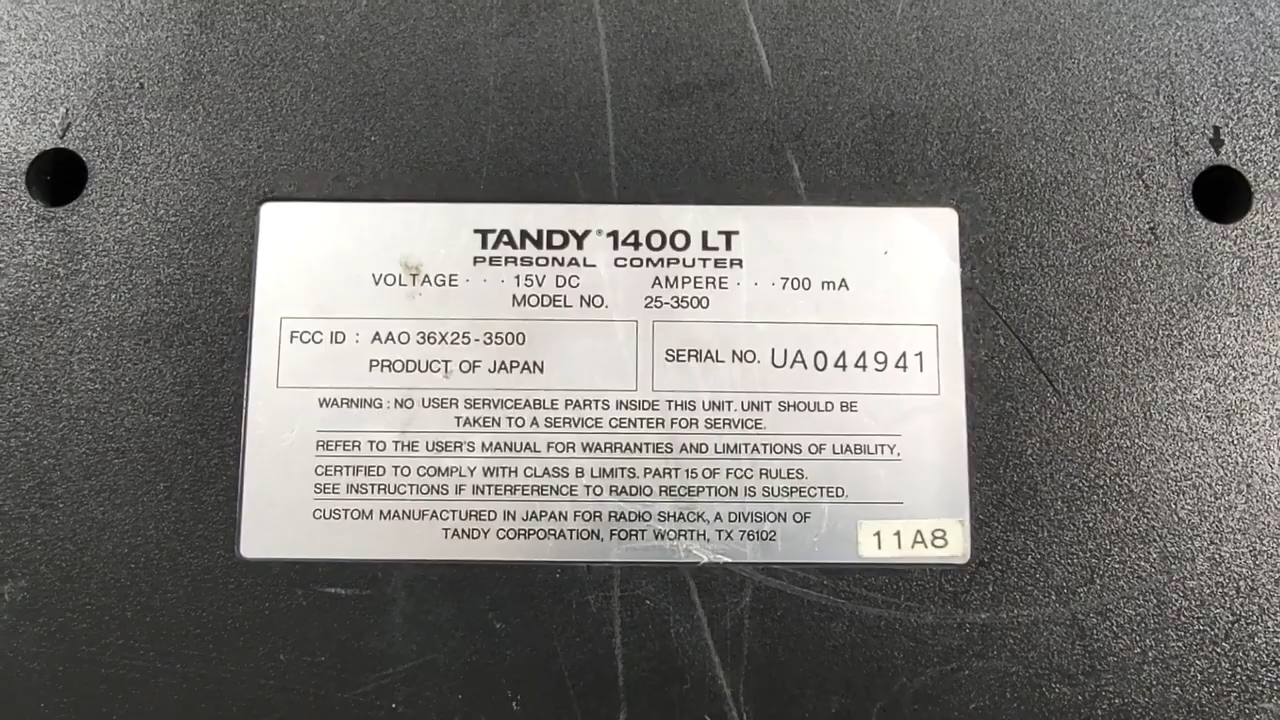 TANDY® 1400 LT
PERSONAL COMPUTER
VOLTAGE · · · 15V DC AMPERE · · · 700 mA
MODEL NO. 25-3500
FCC ID : AAO 36X25-3500
PRODUCT OF JAPAN
SERIAL NO. UA044941
WARNING : NO USER SERVICEABLE PARTS INSIDE THIS UNIT. UNIT SHOULD BE
TAKEN TO A SERVICE CENTER FOR SERVICE.
REFER TO THE USER'S MANUAL FOR WARRANTIES AND LIMITATIONS OF LIABILITY,
CERTIFIED TO COMPLY WITH CLASS B LIMITS. PART 15 OF FCC RULES.
SEE INSTRUCTIONS IF INTERFERENCE TO RADIO RECEPTION IS SUSPECTED.
CUSTOM MANUFACTURED IN JAPAN FOR RADIO SHACK, A DIVISION OF
TANDY CORPORATION, FORT WORTH, TX 76102
11A8